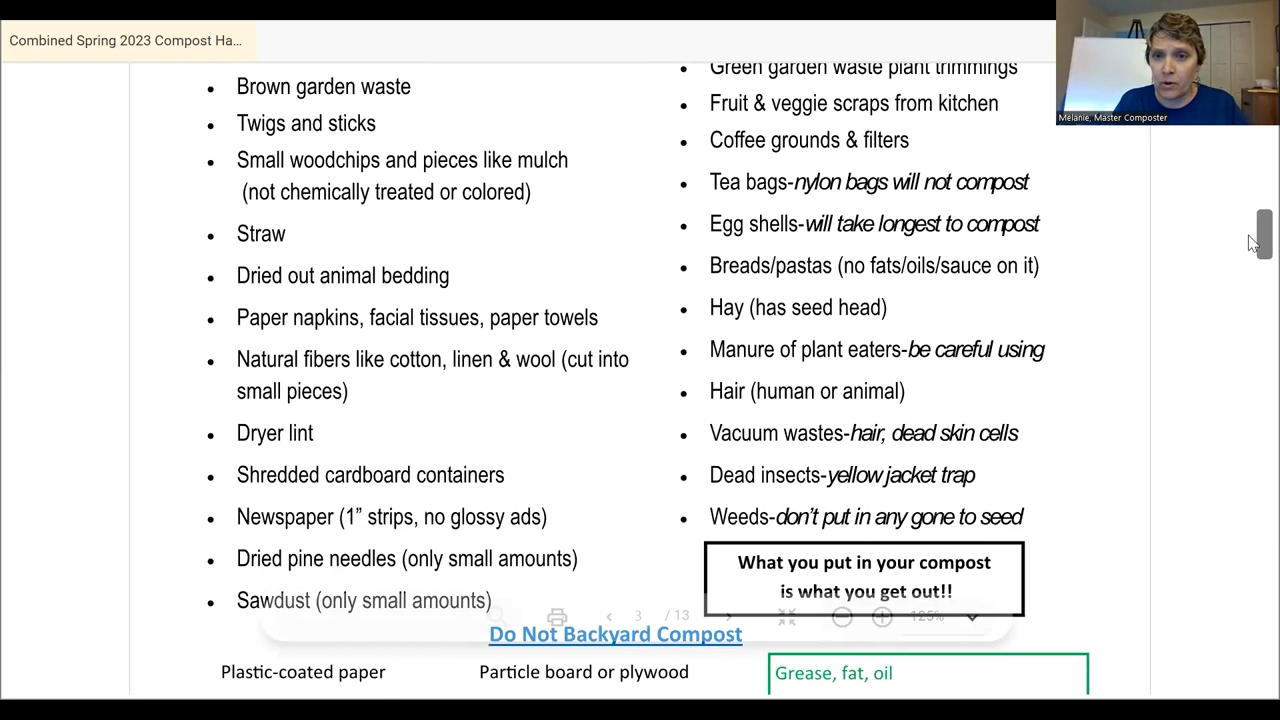 Combined Spring 2023 Compost Ha...
Melanie, Master Composter
Brown garden waste
Twigs and sticks
Small woodchips and pieces like mulch
(not chemically treated or colored)
Straw
Dried out animal bedding
Paper napkins, facial tissues, paper towels
Natural fibers like cotton, linen & wool (cut into
small pieces)
Dryer lint
Shredded cardboard containers
Newspaper (1” strips, no glossy ads)
Dried pine needles (only small amounts)
Sawdust (only small amounts)
Green garden waste plant trimmings
Fruit & veggie scraps from kitchen
Coffee grounds & filters
Tea bags-nylon bags will not compost
Egg shells-will take longest to compost
Breads/pastas (no fats/oils/sauce on it)
Hay (has seed head)
Manure of plant eaters-be careful using
Hair (human or animal)
Vacuum wastes-hair, dead skin cells
Dead insects-yellow jacket trap
Weeds-don’t put in any gone to seed
What you put in your compost
is what you get out!!
3 / 13
125%
Do Not Backyard Compost
Plastic-coated paper
Particle board or plywood
Grease, fat, oil